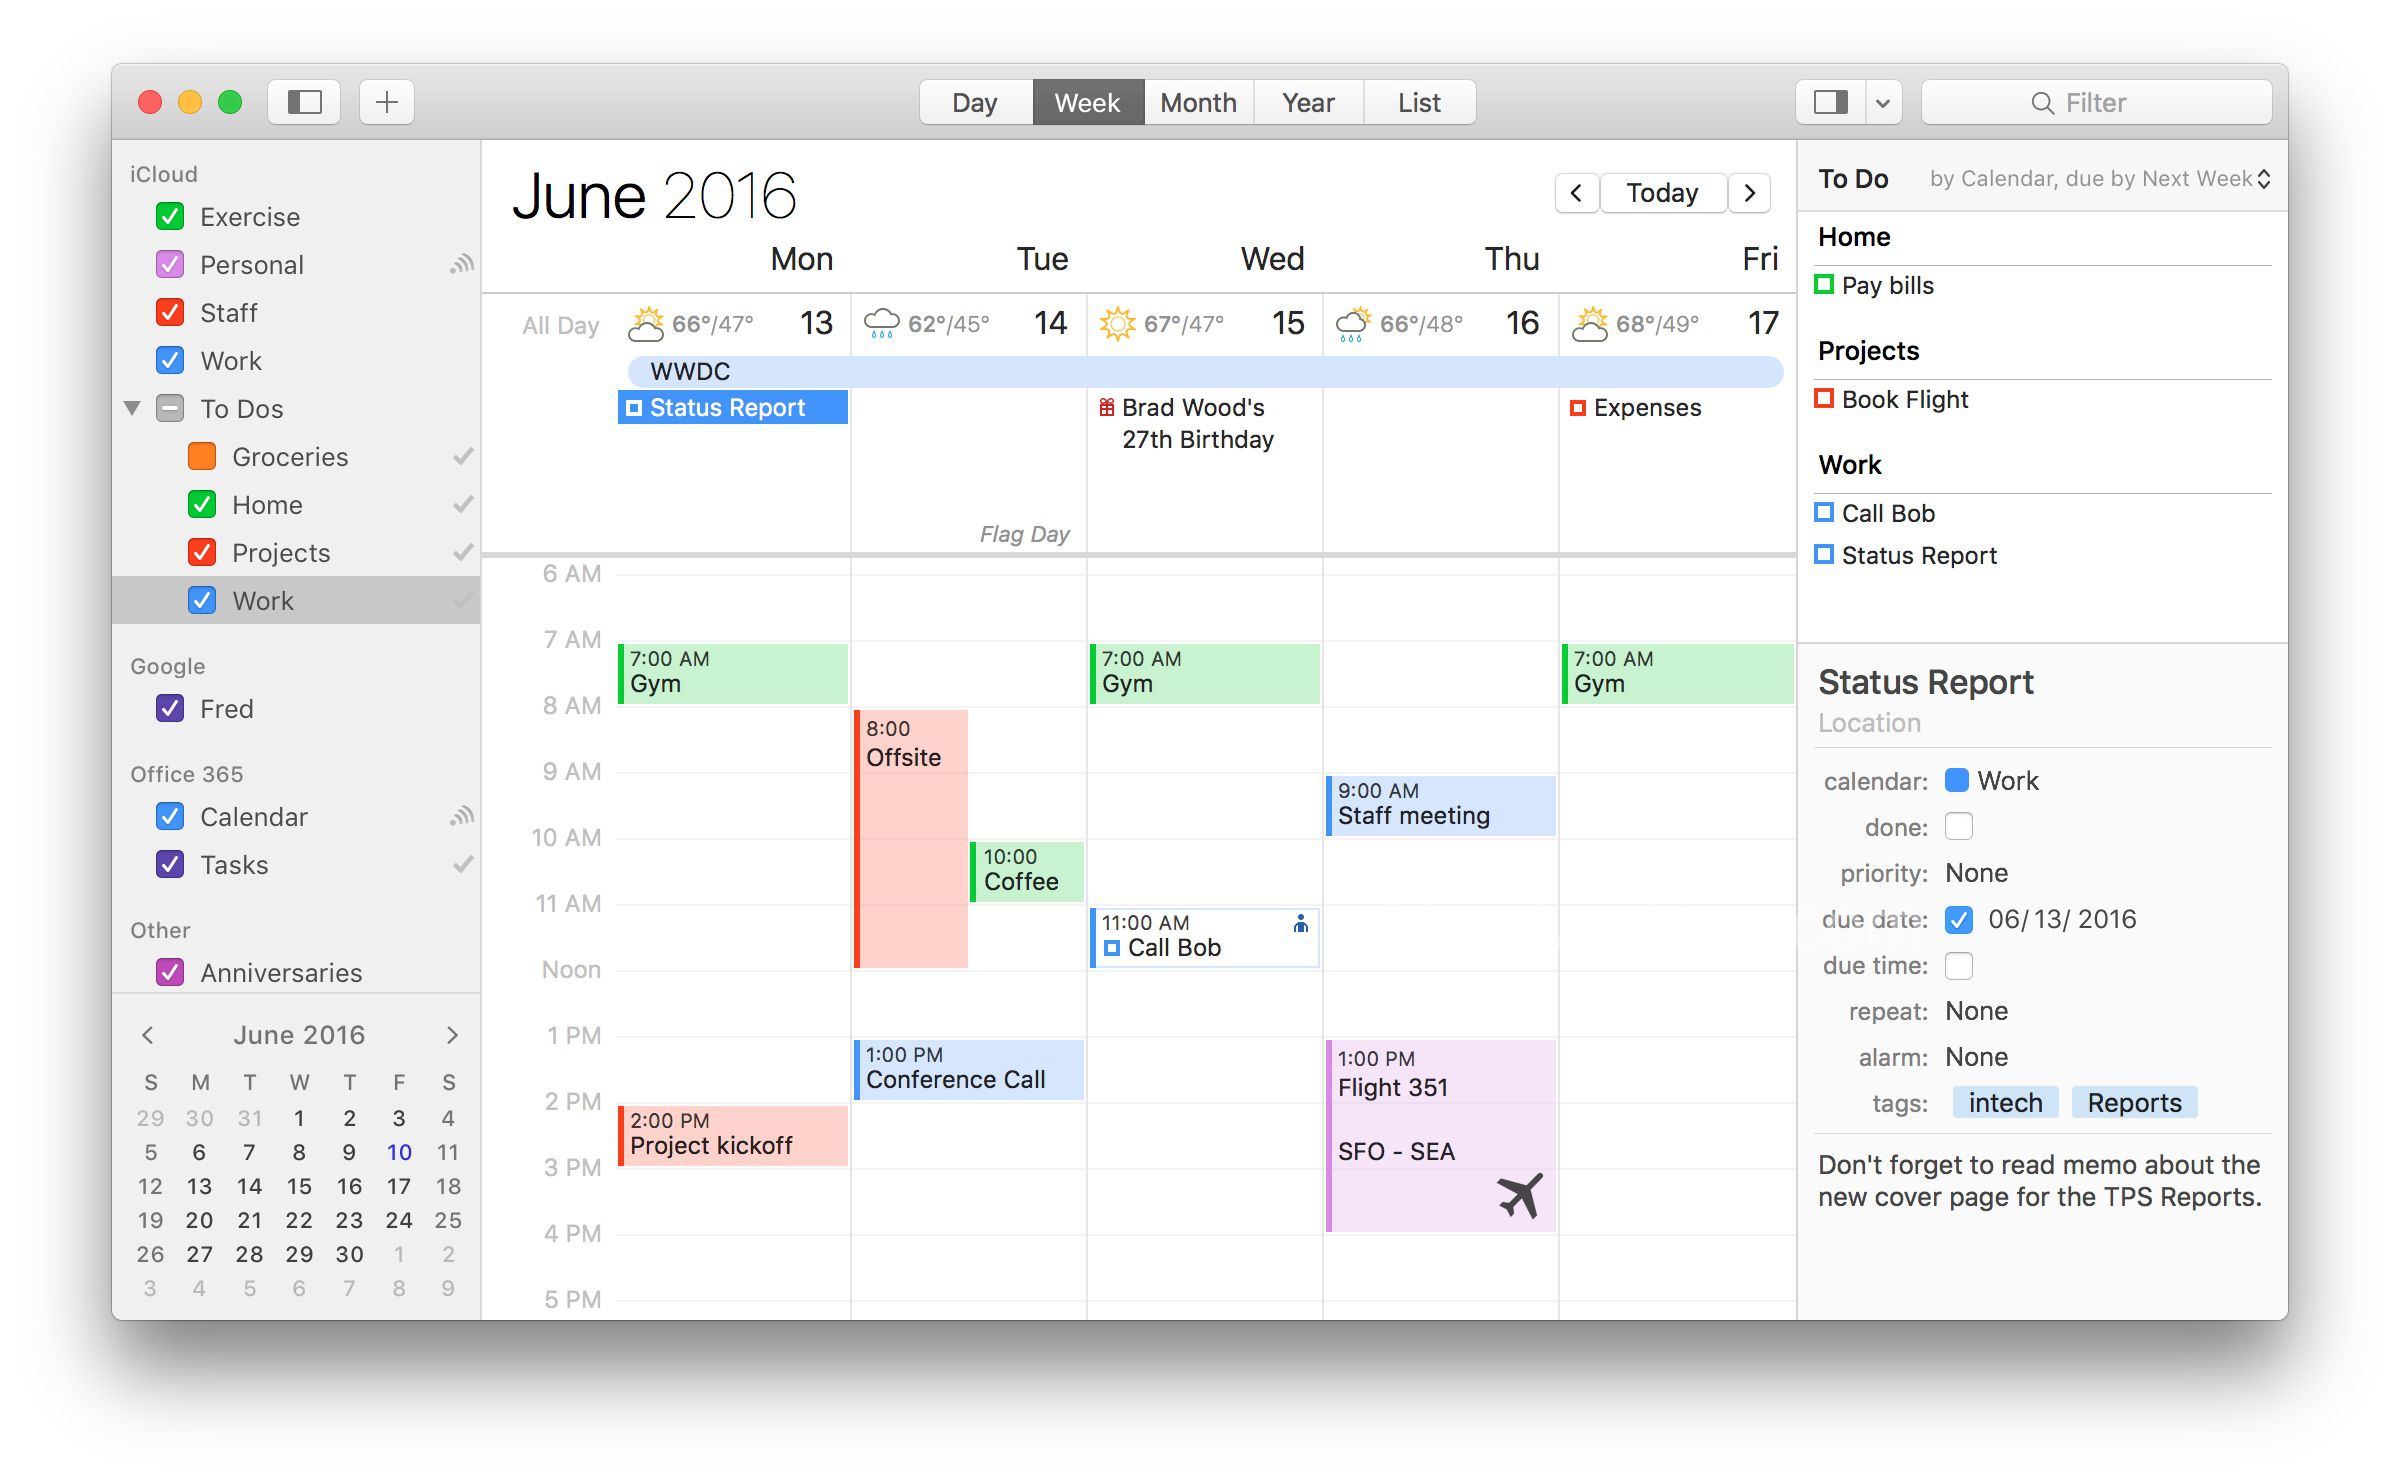 Day Week Month Year List
Filter
iCloud
Exercise
Personal
Staff
Work
To Dos
Groceries
Home
Projects
Work
Google
Fred
Office 365
Calendar
Tasks
Other
Anniversaries
June 2016
S M T W T F S
29 30 31 1 2 3 4
5 6 7 8 9 10 11
12 13 14 15 16 17 18
19 20 21 22 23 24 25
26 27 28 29 30 1 2
3 4 5 6 7 8 9
June 2016
Today
Mon Tue Wed Thu Fri
All Day 66°/47° 13 62°/45° 14 67°/47° 15 66°/48° 16 68°/49° 17
WWDC
Status Report
Brad Wood's
27th Birthday
Expenses
Flag Day
6 AM
7 AM
7:00 AM
Gym
7:00 AM
Gym
7:00 AM
Gym
8 AM
8:00
Offsite
9 AM
9:00 AM
Staff meeting
10 AM
10:00
Coffee
11 AM
11:00 AM
Call Bob
Noon
1 PM
1:00 PM
Conference Call
1:00 PM
Flight 351
SFO - SEA
2 PM
2:00 PM
Project kickoff
3 PM
4 PM
5 PM
To Do by Calendar, due by Next Week
Home
Pay bills
Projects
Book Flight
Work
Call Bob
Status Report
Status Report
Location
calendar: Work
done:
priority: None
due date: 06/ 13/ 2016
due time:
repeat: None
alarm: None
tags: intech Reports
Don't forget to read memo about the
new cover page for the TPS Reports.